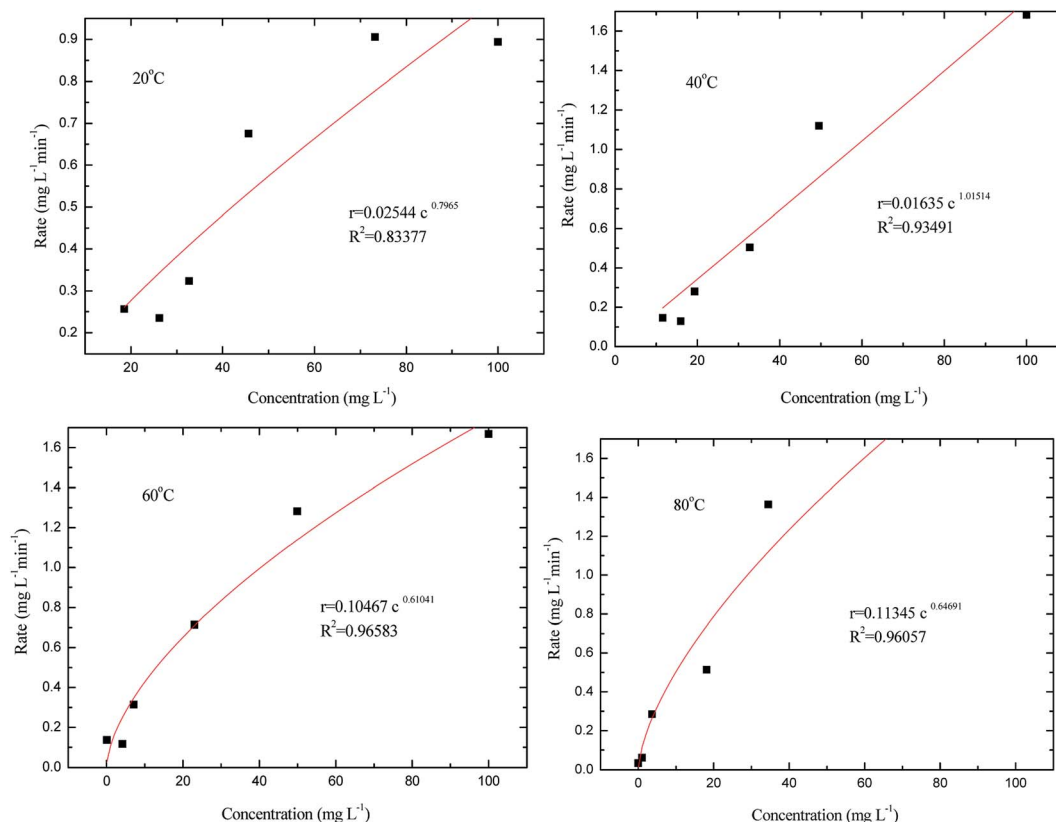 20°C
0.9
0.8
0.7
0.6
0.5
0.4
0.3
0.2
Rate (mg L⁻¹min⁻¹)
r=0.02544 c ⁰·⁷⁹⁶⁵
R²=0.83377
20 40 60 80 100
Concentration (mg L⁻¹)
40°C
1.6
1.4
1.2
1.0
0.8
0.6
0.4
0.2
0.0
Rate (mg L⁻¹min⁻¹)
r=0.01635 c ¹·⁰¹⁵¹⁴
R²=0.93491
0 20 40 60 80 100
Concentration (mg L⁻¹)
60°C
1.6
1.4
1.2
1.0
0.8
0.6
0.4
0.2
0.0
Rate (mg L⁻¹min⁻¹)
r=0.10467 c ⁰·⁶¹⁰⁴¹
R²=0.96583
0 20 40 60 80 100
Concentration (mg L⁻¹)
80°C
1.6
1.4
1.2
1.0
0.8
0.6
0.4
0.2
0.0
Rate (mg L⁻¹min⁻¹)
r=0.11345 c ⁰·⁶⁴⁶⁹¹
R²=0.96057
0 20 40 60 80 100
Concentration (mg L⁻¹)